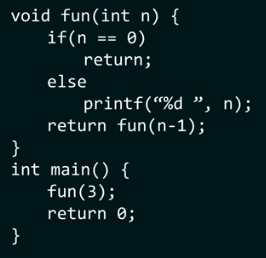 void fun(int n) {
    if(n == 0)
        return;
    else
        printf(“%d ”, n);
    return fun(n-1);
}
int main() {
    fun(3);
    return 0;
}